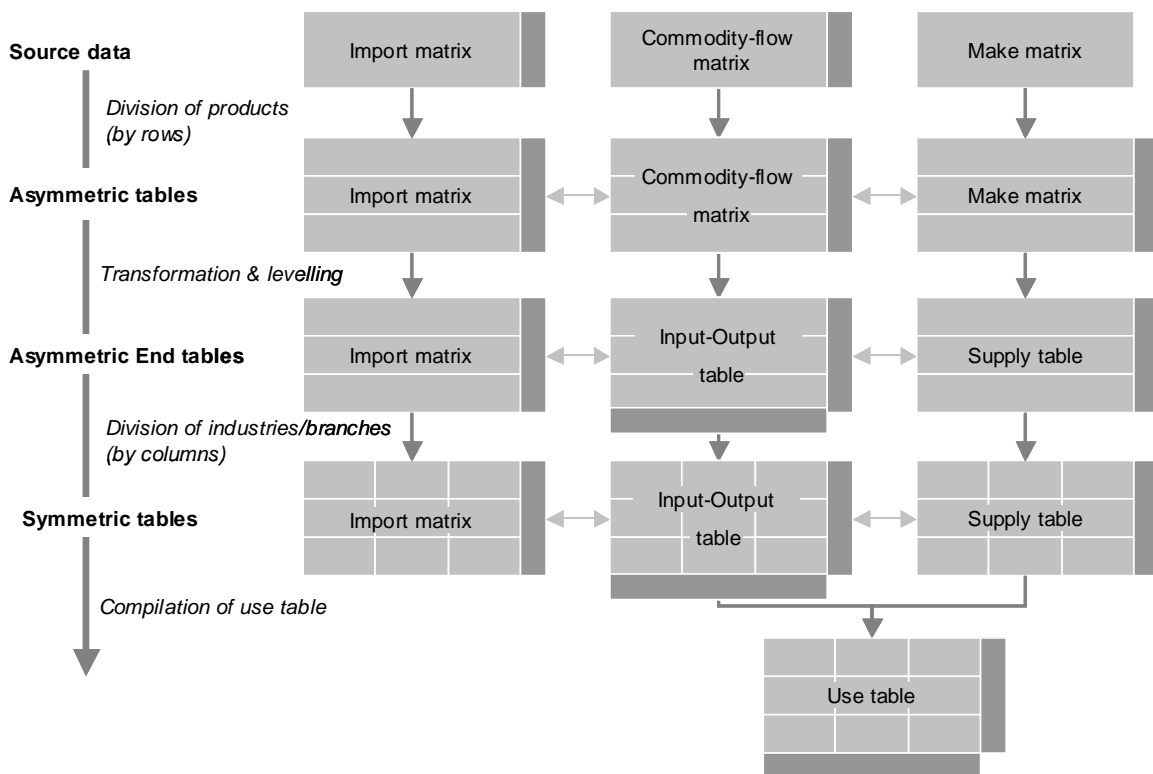 Source data
Import matrix
Commodity-flow
matrix
Make matrix
Division of products
(by rows)
Asymmetric tables
Import matrix
Commodity-flow
matrix
Make matrix
Transformation & levelling
Asymmetric End tables
Import matrix
Input-Output
table
Supply table
Division of industries/branches
(by columns)
Symmetric tables
Import matrix
Input-Output
table
Supply table
Compilation of use table
Use table